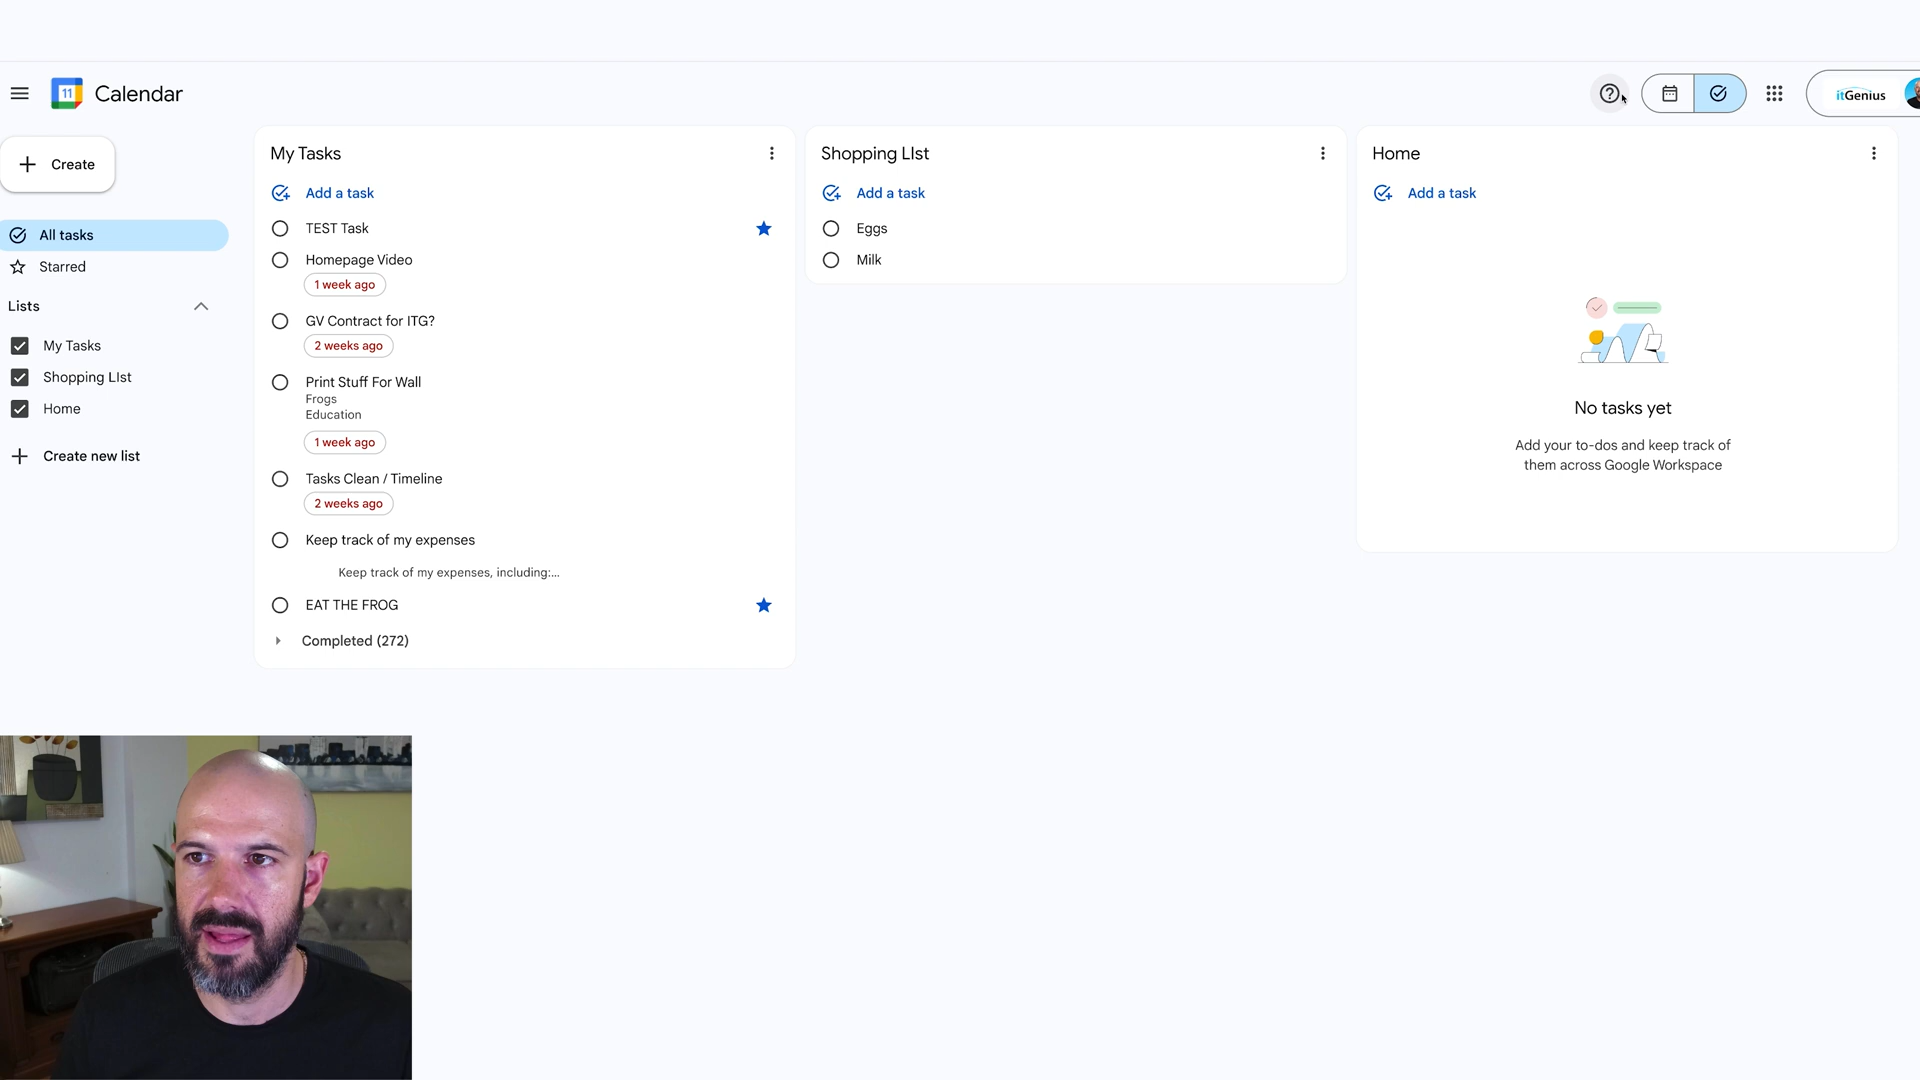 11 Calendar
itGenius
Create
All tasks
Starred
Lists
My Tasks
Shopping LIst
Home
Create new list
My Tasks
Add a task
TEST Task
Homepage Video
1 week ago
GV Contract for ITG?
2 weeks ago
Print Stuff For Wall
Frogs
Education
1 week ago
Tasks Clean / Timeline
2 weeks ago
Keep track of my expenses
Keep track of my expenses, including:...
EAT THE FROG
Completed (272)
Shopping LIst
Add a task
Eggs
Milk
Home
Add a task
No tasks yet
Add your to-dos and keep track of
them across Google Workspace